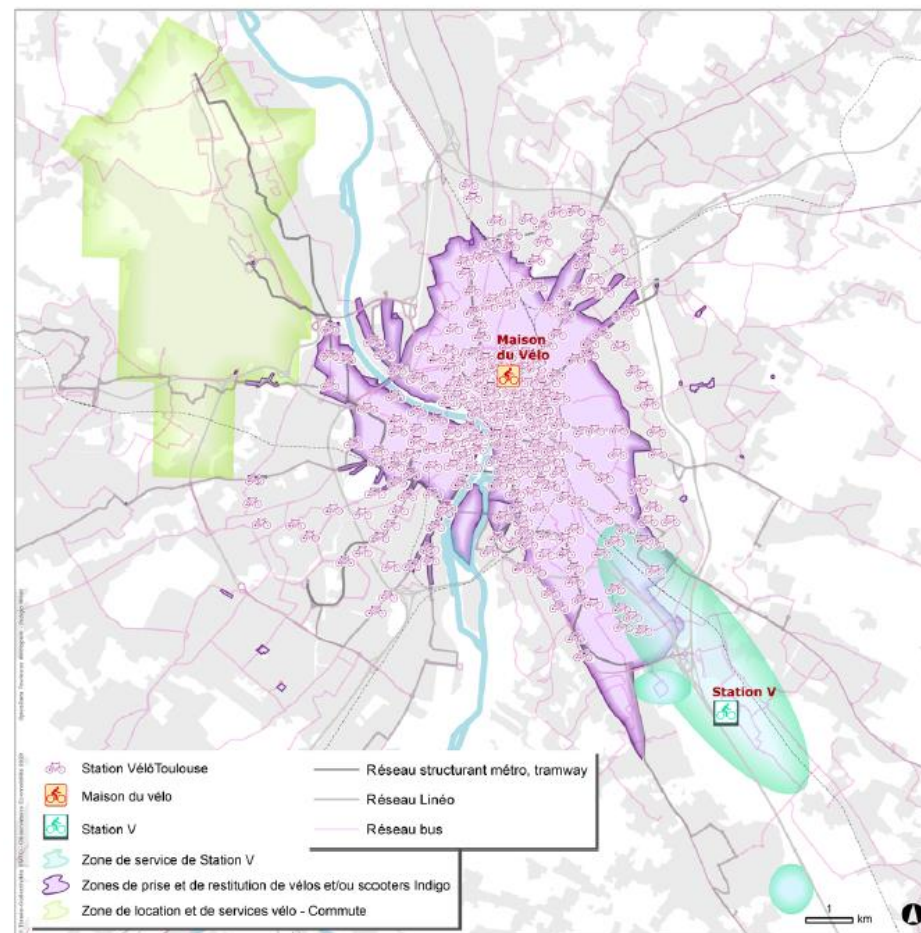 Maison
du Vélo
Station V
Station VélôToulouse
Maison du vélo
Station V
Zone de service de Station V
Zones de prise et de restitution de vélos et/ou scooters Indigo
Zone de location et de services vélo - Commute
Réseau structurant métro, tramway
Réseau Linéo
Réseau bus
1
km